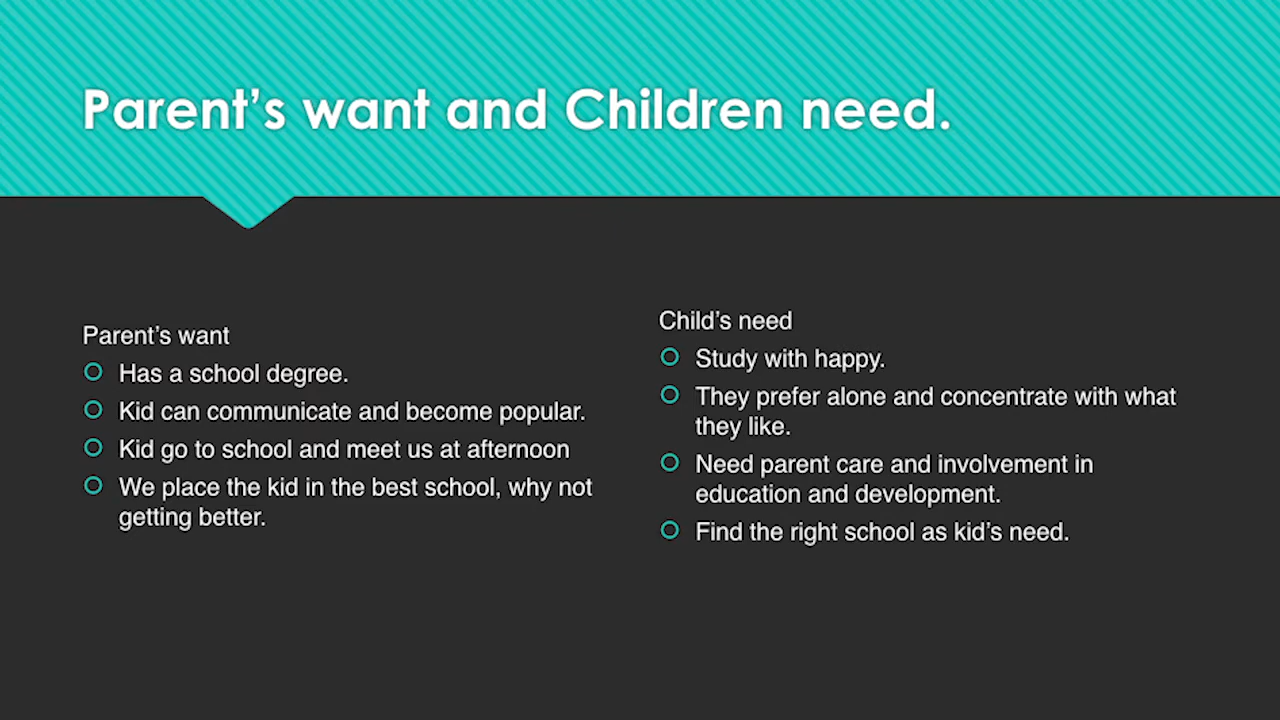 Parent’s want and Children need.
Parent’s want
Has a school degree.
Kid can communicate and become popular.
Kid go to school and meet us at afternoon
We place the kid in the best school, why not
getting better.
Child’s need
Study with happy.
They prefer alone and concentrate with what
they like.
Need parent care and involvement in
education and development.
Find the right school as kid’s need.